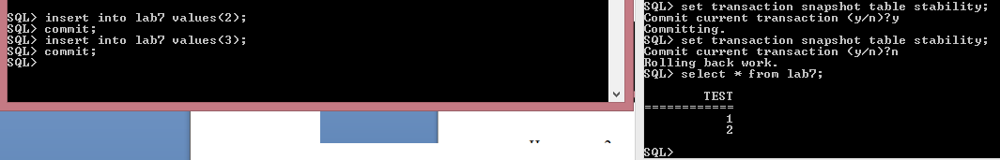 SQL> insert into lab7 values(2);
SQL> commit;
SQL> insert into lab7 values(3);
SQL> commit;
SQL>
SQL> set transaction snapshot table stability;
Commit current transaction (y/n)?y
Committing.
SQL> set transaction snapshot table stability;
Commit current transaction (y/n)?n
Rolling back work.
SQL> select * from lab7;
TEST
============
1
2
SQL>